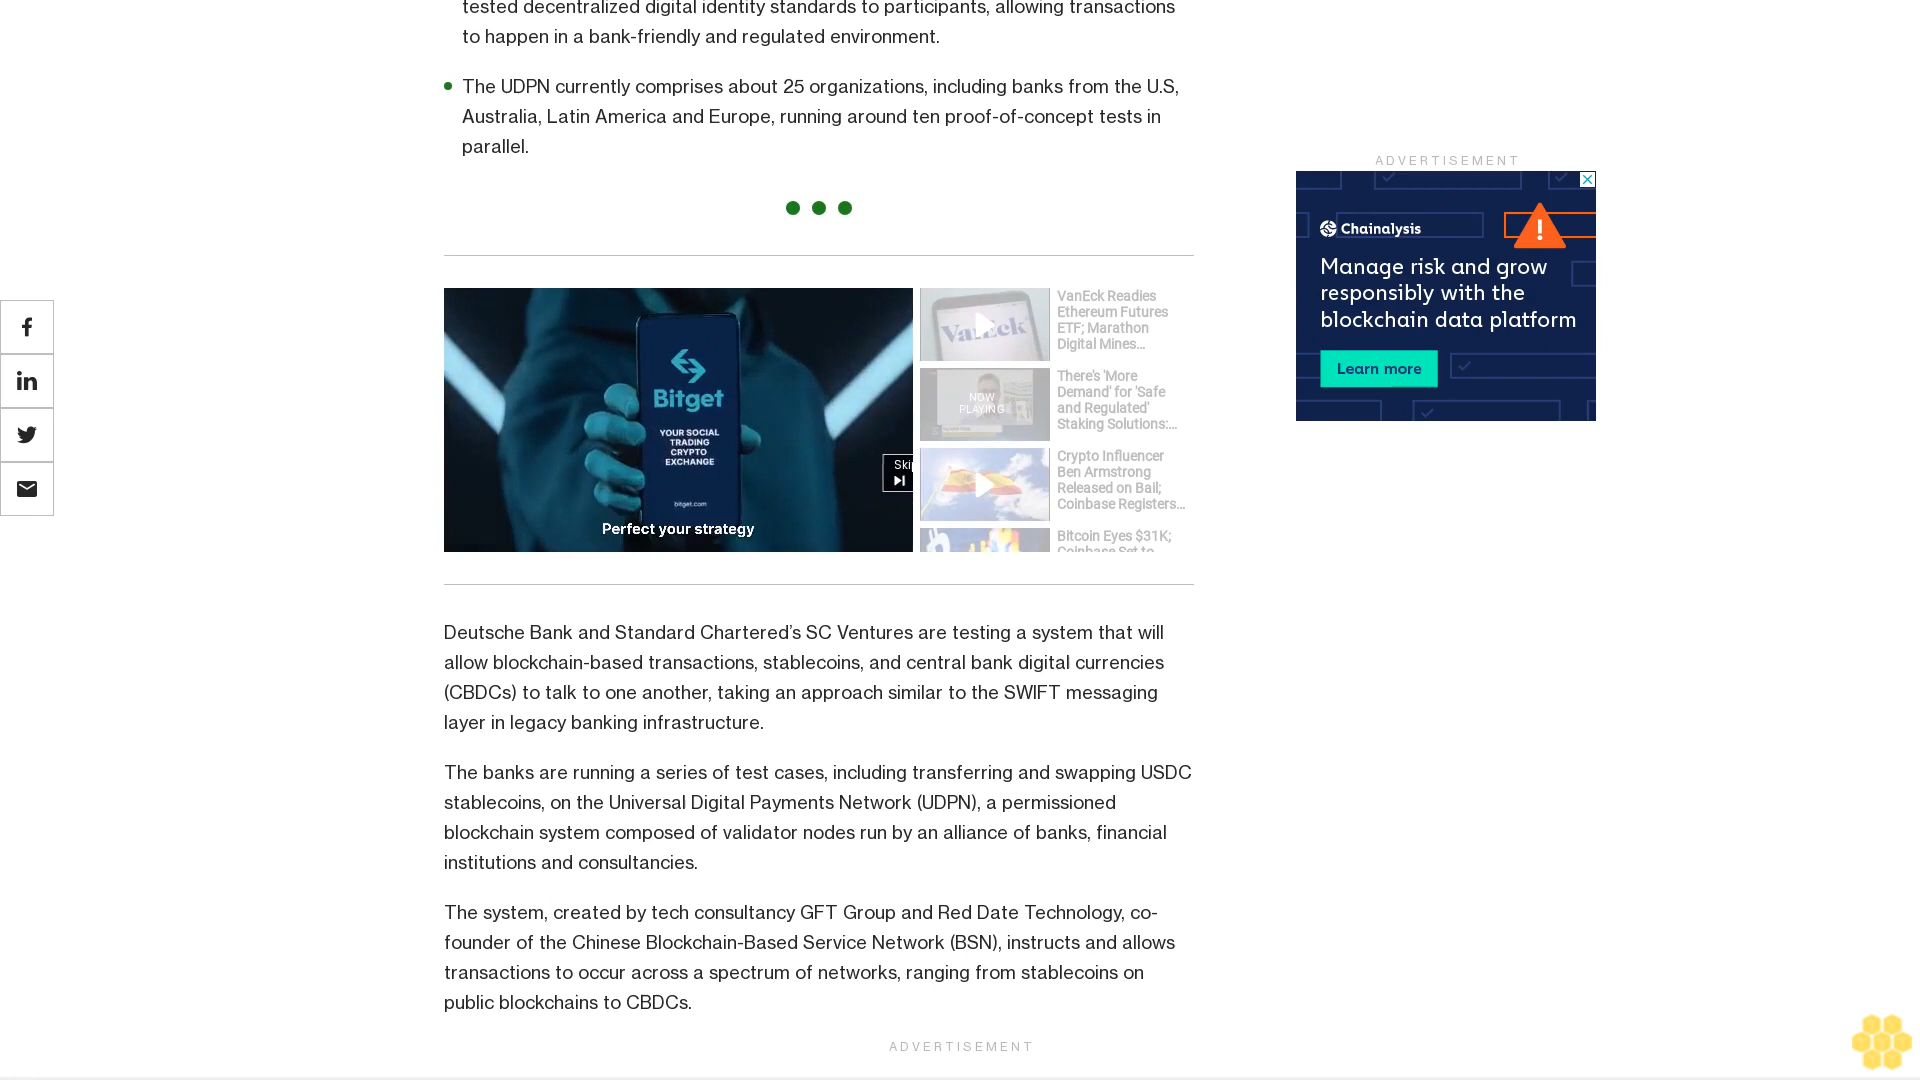 tested decentralized digital identity standards to participants, allowing transactions
to happen in a bank-friendly and regulated environment.
The UDPN currently comprises about 25 organizations, including banks from the U.S,
Australia, Latin America and Europe, running around ten proof-of-concept tests in
parallel.
ADVERTISEMENT
Chainalysis
Manage risk and grow
responsibly with the
blockchain data platform
Learn more
Bitget
YOUR SOCIAL
TRADING
CRYPTO
EXCHANGE
bitget.com
Perfect your strategy
Skip
VanEck
VanEck Readies
Ethereum Futures
ETF; Marathon
Digital Mines...
NOW
PLAYING
There's 'More
Demand' for 'Safe
and Regulated'
Staking Solutions:...
Crypto Influencer
Ben Armstrong
Released on Bail;
Coinbase Registers...
Bitcoin Eyes $31K;
Coinbase Set to
Deutsche Bank and Standard Chartered’s SC Ventures are testing a system that will
allow blockchain-based transactions, stablecoins, and central bank digital currencies
(CBDCs) to talk to one another, taking an approach similar to the SWIFT messaging
layer in legacy banking infrastructure.
The banks are running a series of test cases, including transferring and swapping USDC
stablecoins, on the Universal Digital Payments Network (UDPN), a permissioned
blockchain system composed of validator nodes run by an alliance of banks, financial
institutions and consultancies.
The system, created by tech consultancy GFT Group and Red Date Technology, co-
founder of the Chinese Blockchain-Based Service Network (BSN), instructs and allows
transactions to occur across a spectrum of networks, ranging from stablecoins on
public blockchains to CBDCs.
ADVERTISEMENT